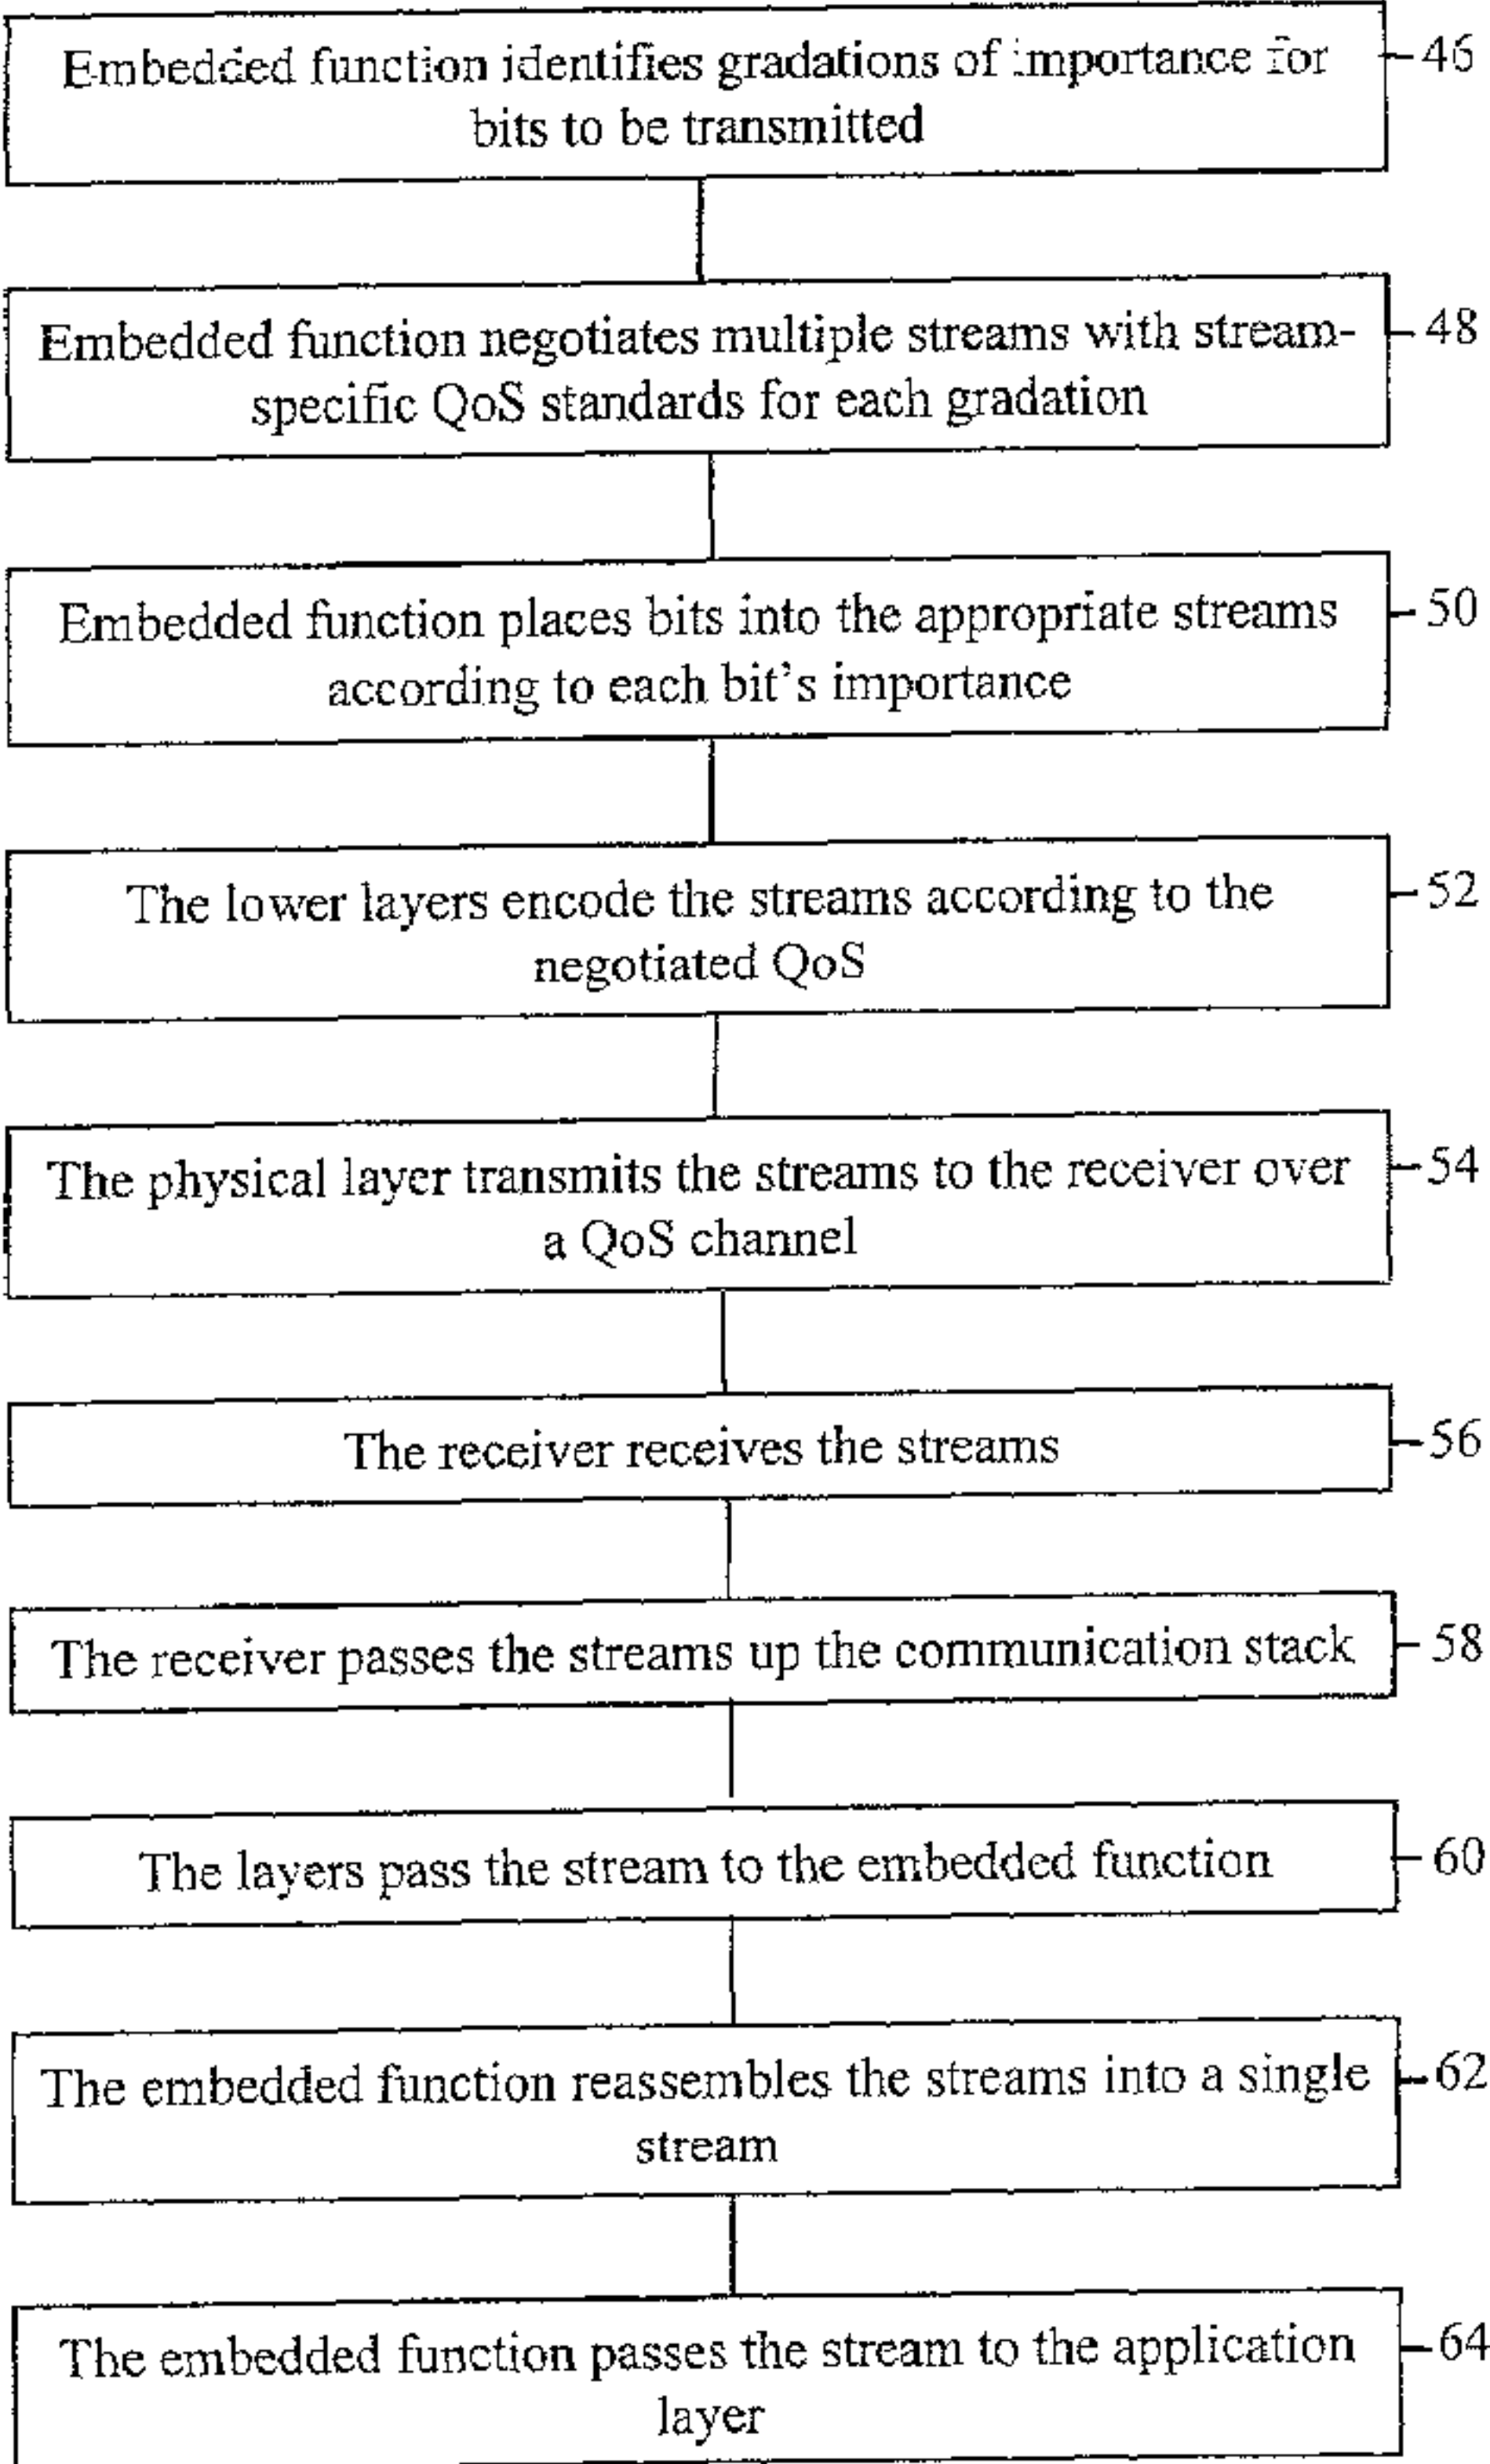 Embedded function identifies gradations of importance for 46
bits to be transmitted
Embedded function negotiates multiple streams with stream- 48
specific QoS standards for each gradation
Embedded function places bits into the appropriate streams 50
according to each bit's importance
The lower layers encode the streams according to the 52
negotiated QoS
The physical layer transmits the streams to the receiver over 54
a QoS channel
The receiver receives the streams 56
The receiver passes the streams up the communication stack 58
The layers pass the stream to the embedded function 60
The embedded function reassembles the streams into a single 62
stream
The embedded function passes the stream to the application 64
layer